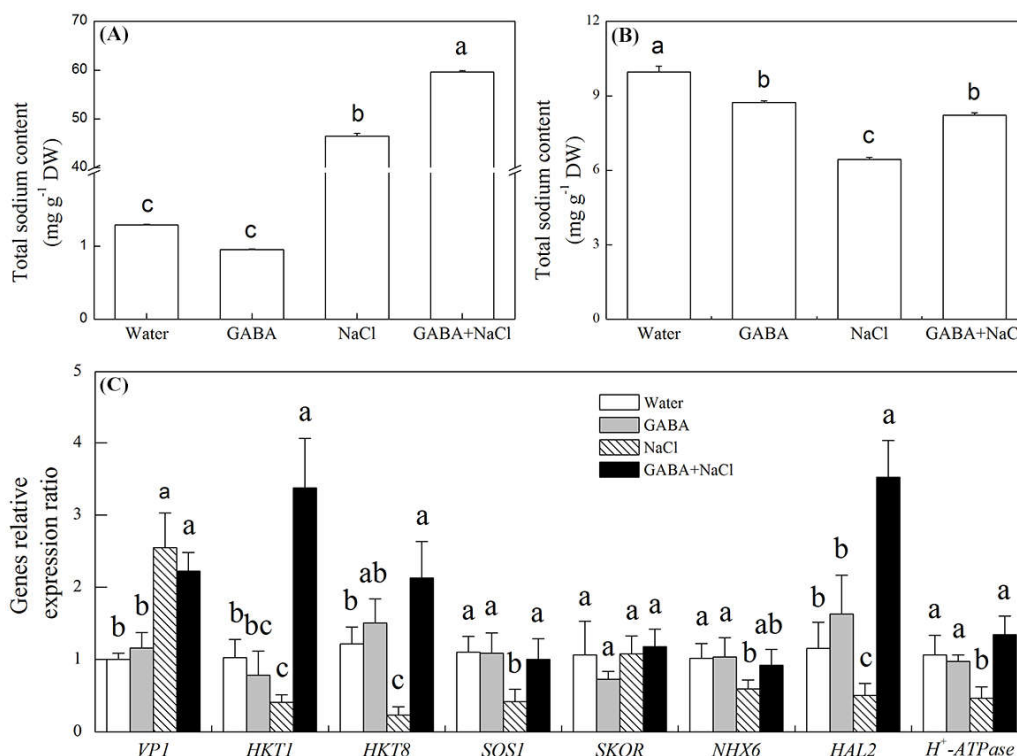 (A)
Total sodium content
(mg g-1 DW)
70
60
50
40
1
0
c
c
b
a
Water GABA NaCl GABA+NaCl
(B)
Total sodium content
(mg g-1 DW)
12
9
6
3
0
a
b
c
b
Water GABA NaCl GABA+NaC
(C)
Genes relative
expression ratio
5
4
3
2
1
0
Water
GABA
NaCl
GABA+NaCl
b b a a
b bc c a
b ab c a
a a b a
a a a a
a a b ab
b b c a
a a b a
VP1 HKT1 HKT8 SOS1 SKOR NHX6 HAL2 H+-ATPase